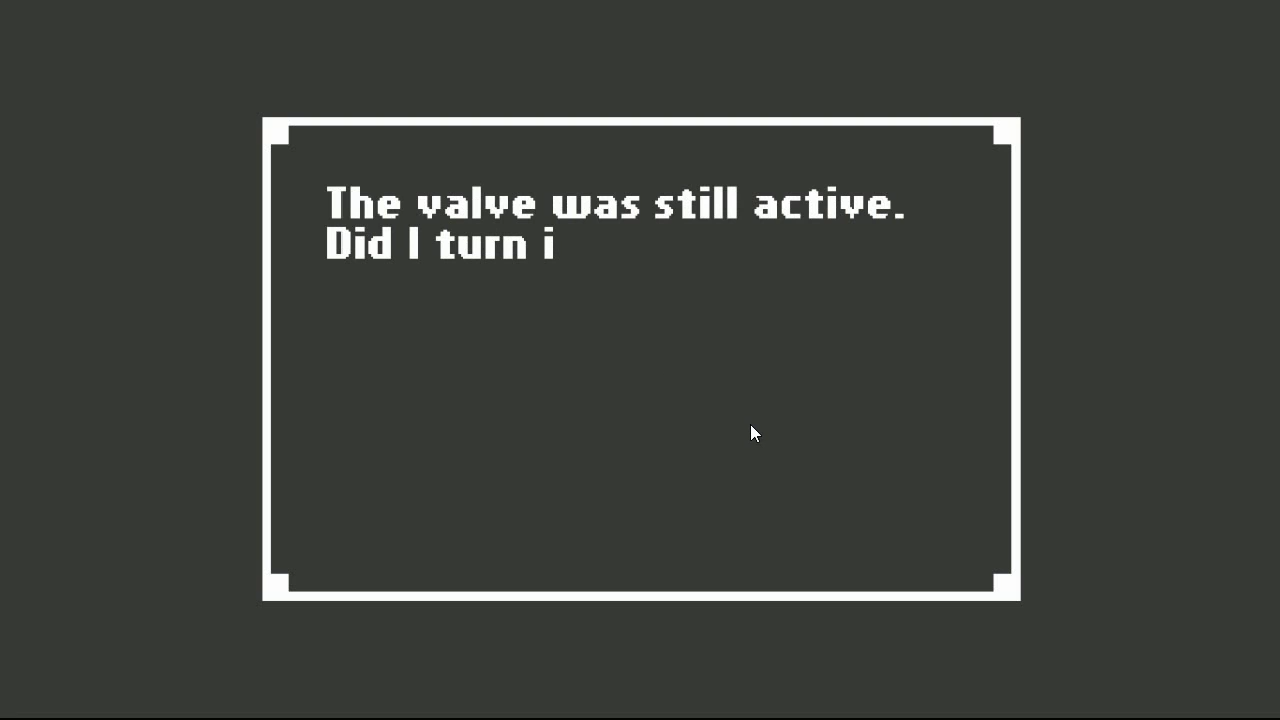 The valve was still active.
Did I turn i